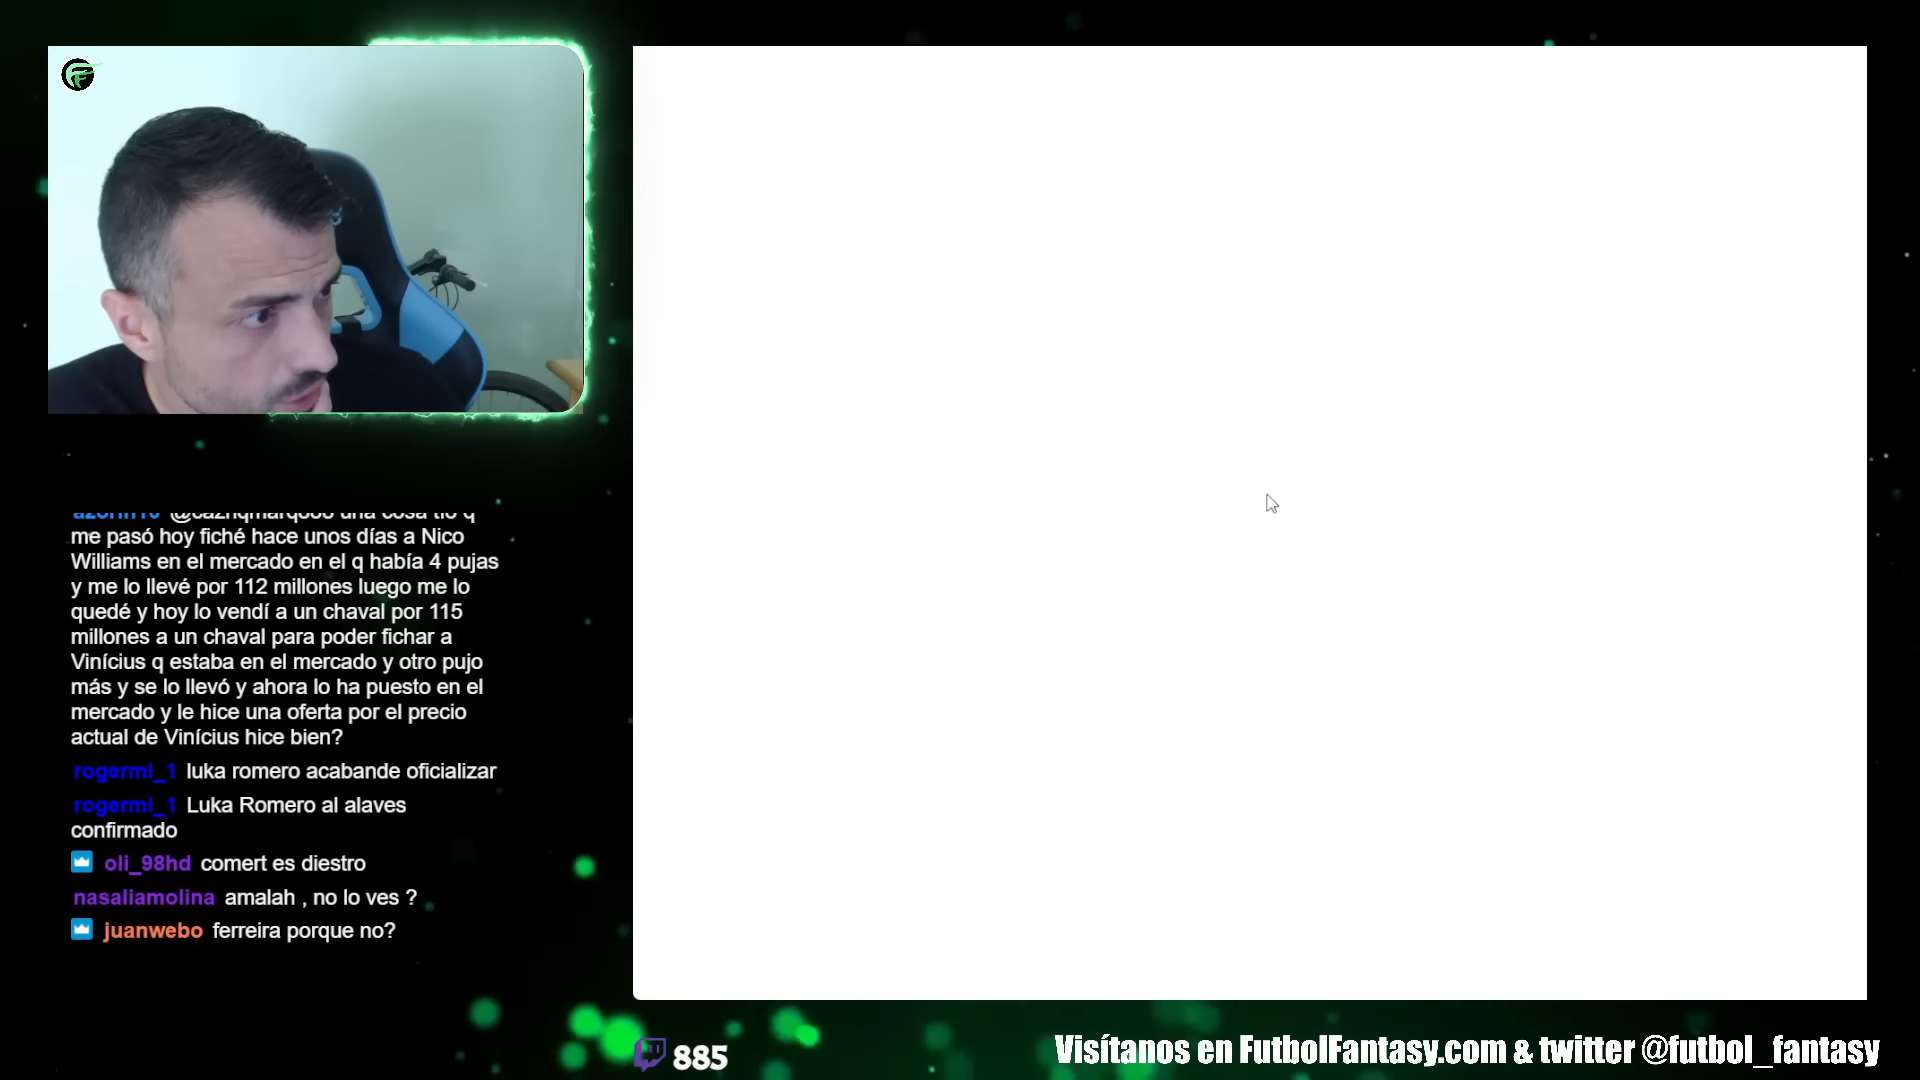 me pasó hoy fiché hace unos días a Nico
Williams en el mercado en el q había 4 pujas
y me lo llevé por 112 millones luego me lo
quedé y hoy lo vendí a un chaval por 115
millones a un chaval para poder fichar a
Vinícius q estaba en el mercado y otro pujo
más y se lo llevó y ahora lo ha puesto en el
mercado y le hice una oferta por el precio
actual de Vinícius hice bien?
rogermi_1 luka romero acabande oficializar
rogermi_1 Luka Romero al alaves
confirmado
oli_98hd comert es diestro
nasaliamolina amalah , no lo ves ?
juanwebo ferreira porque no?
885
Visítanos en FutbolFantasy.com & twitter @futbol_fantasy